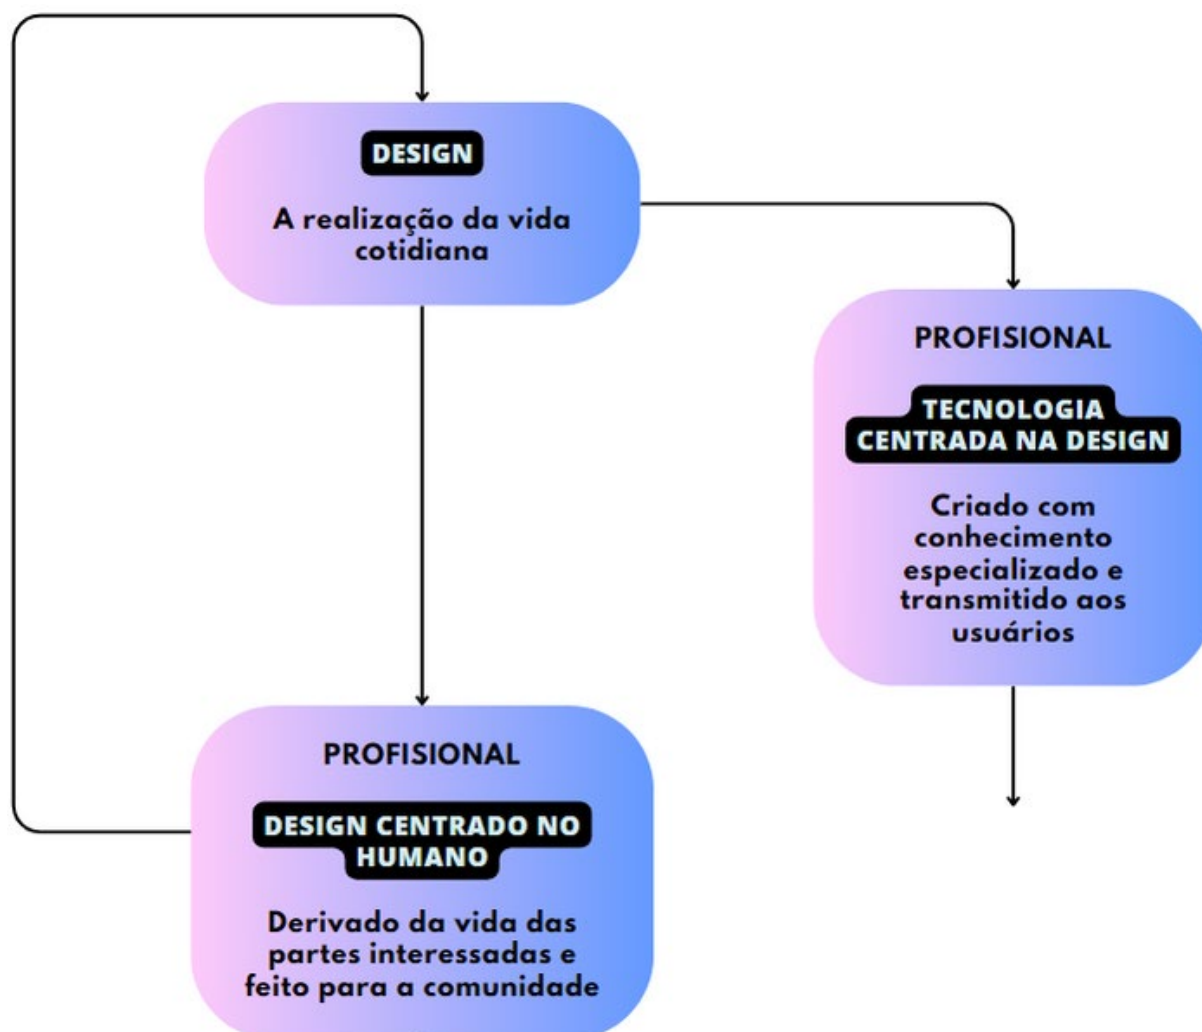 DESIGN
A realização da vida
cotidiana
PROFISIONAL
TECNOLOGIA
CENTRADA NA DESIGN
Criado com
conhecimento
especializado e
transmitido aos
usuários
PROFISIONAL
DESIGN CENTRADO NO
HUMANO
Derivado da vida das
partes interessadas e
feito para a comunidade